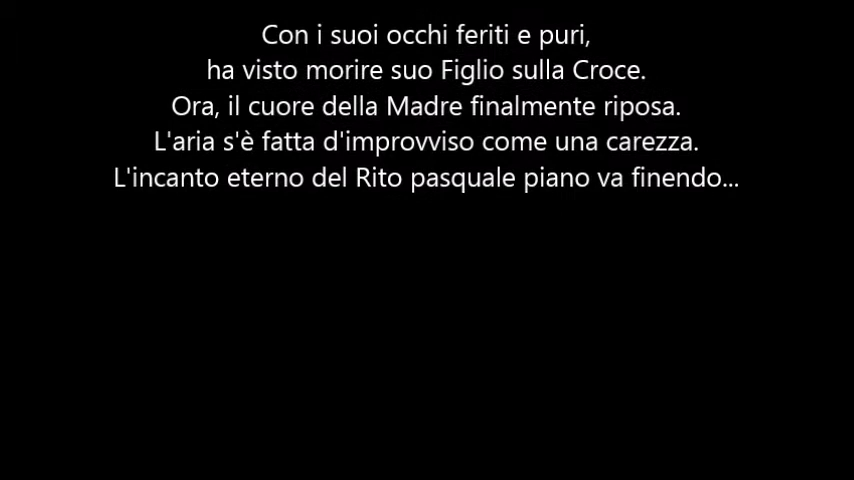 Con i suoi occhi feriti e puri,
ha visto morire suo Figlio sulla Croce.
Ora, il cuore della Madre finalmente riposa.
L'aria s'è fatta d'improvviso come una carezza.
L'incanto eterno del Rito pasquale piano va finendo...